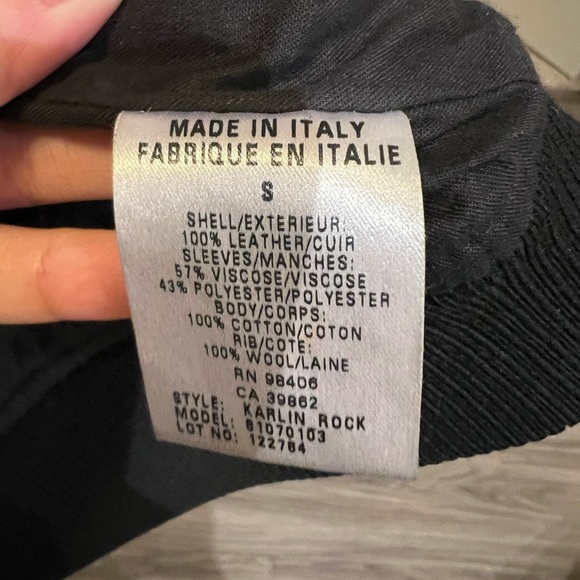 MADE IN ITALY
FABRIQUE EN ITALIE
S
SHELL/EXTERIEUR:
100% LEATHER/CUIR
SLEEVES/MANCHES:
57% VISCOSE/VISCOSE
43% POLYESTER/POLYESTER
BODY/CORPS:
100% COTTON/COTON
RIB/COTE:
100% WOOL/LAINE
RN 98406
CA 39862
STYLE: KARLIN ROCK
MODEL: 61070103
LOT NO: 122784